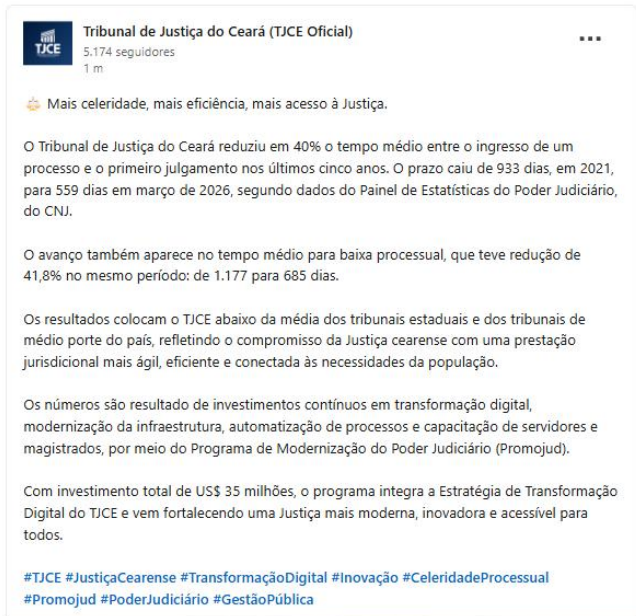 TJCE
Tribunal de Justiça do Ceará (TJCE Oficial)
5.174 seguidores
1 m
⚖️ Mais celeridade, mais eficiência, mais acesso à Justiça.
O Tribunal de Justiça do Ceará reduziu em 40% o tempo médio entre o ingresso de um
processo e o primeiro julgamento nos últimos cinco anos. O prazo caiu de 933 dias, em 2021,
para 559 dias em março de 2026, segundo dados do Painel de Estatísticas do Poder Judiciário,
do CNJ.
O avanço também aparece no tempo médio para baixa processual, que teve redução de
41,8% no mesmo período: de 1.177 para 685 dias.
Os resultados colocam o TJCE abaixo da média dos tribunais estaduais e dos tribunais de
médio porte do país, refletindo o compromisso da Justiça cearense com uma prestação
jurisdicional mais ágil, eficiente e conectada às necessidades da população.
Os números são resultado de investimentos contínuos em transformação digital,
modernização da infraestrutura, automatização de processos e capacitação de servidores e
magistrados, por meio do Programa de Modernização do Poder Judiciário (Promojud).
Com investimento total de US$ 35 milhões, o programa integra a Estratégia de Transformação
Digital do TJCE e vem fortalecendo uma Justiça mais moderna, inovadora e acessível para
todos.
#TJCE #JustiçaCearense #TransformaçãoDigital #Inovação #CeleridadeProcessual
#Promojud #PoderJudiciário #GestãoPública